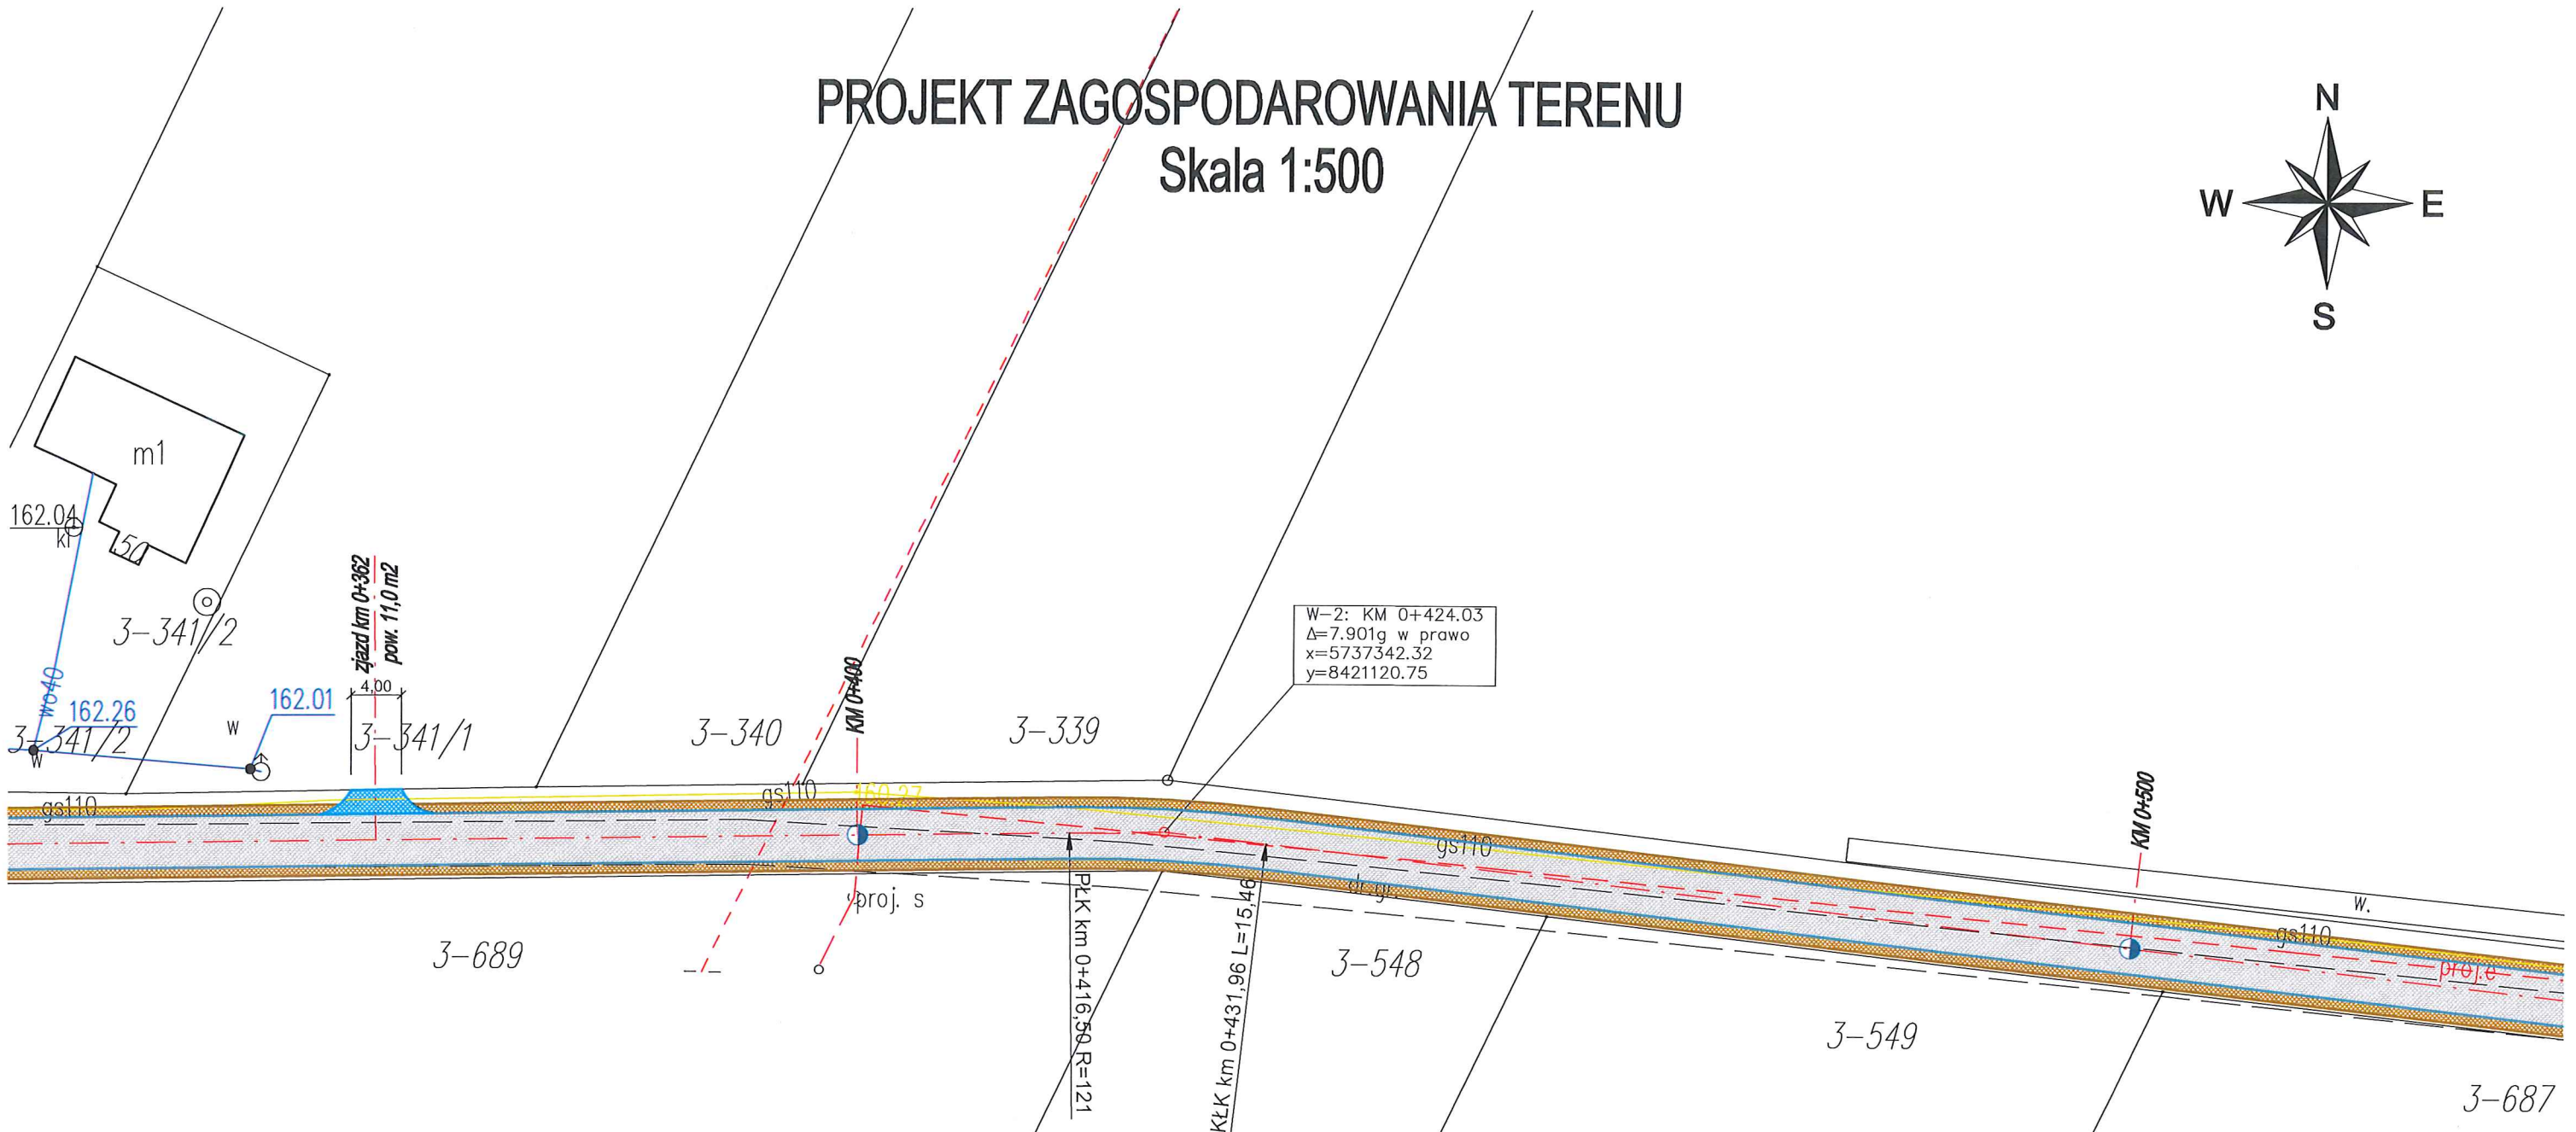 PROJEKT ZAGOSPODAROWANIA TERENU
Skala 1:500
N
W
E
S
m1
162.04
kl
50
3-341/2
zjazd km 0+362
pow. 11,0 m2
4,00
wo40
162.26
162.01
3-341/2
w
w
3-341/1
3-340
KM 0+400
3-339
W-2: KM 0+424.03
Δ=7.901g w prawo
x=5737342.32
y=8421120.75
KM 0+500
gs110
gs110
160.27
gs110
dr.gr.
w.
gs110
proj.e
proj. s
3-689
PŁK km 0+416,50 R=121
KŁK km 0+431,96 L=15,46
3-548
3-549
3-687